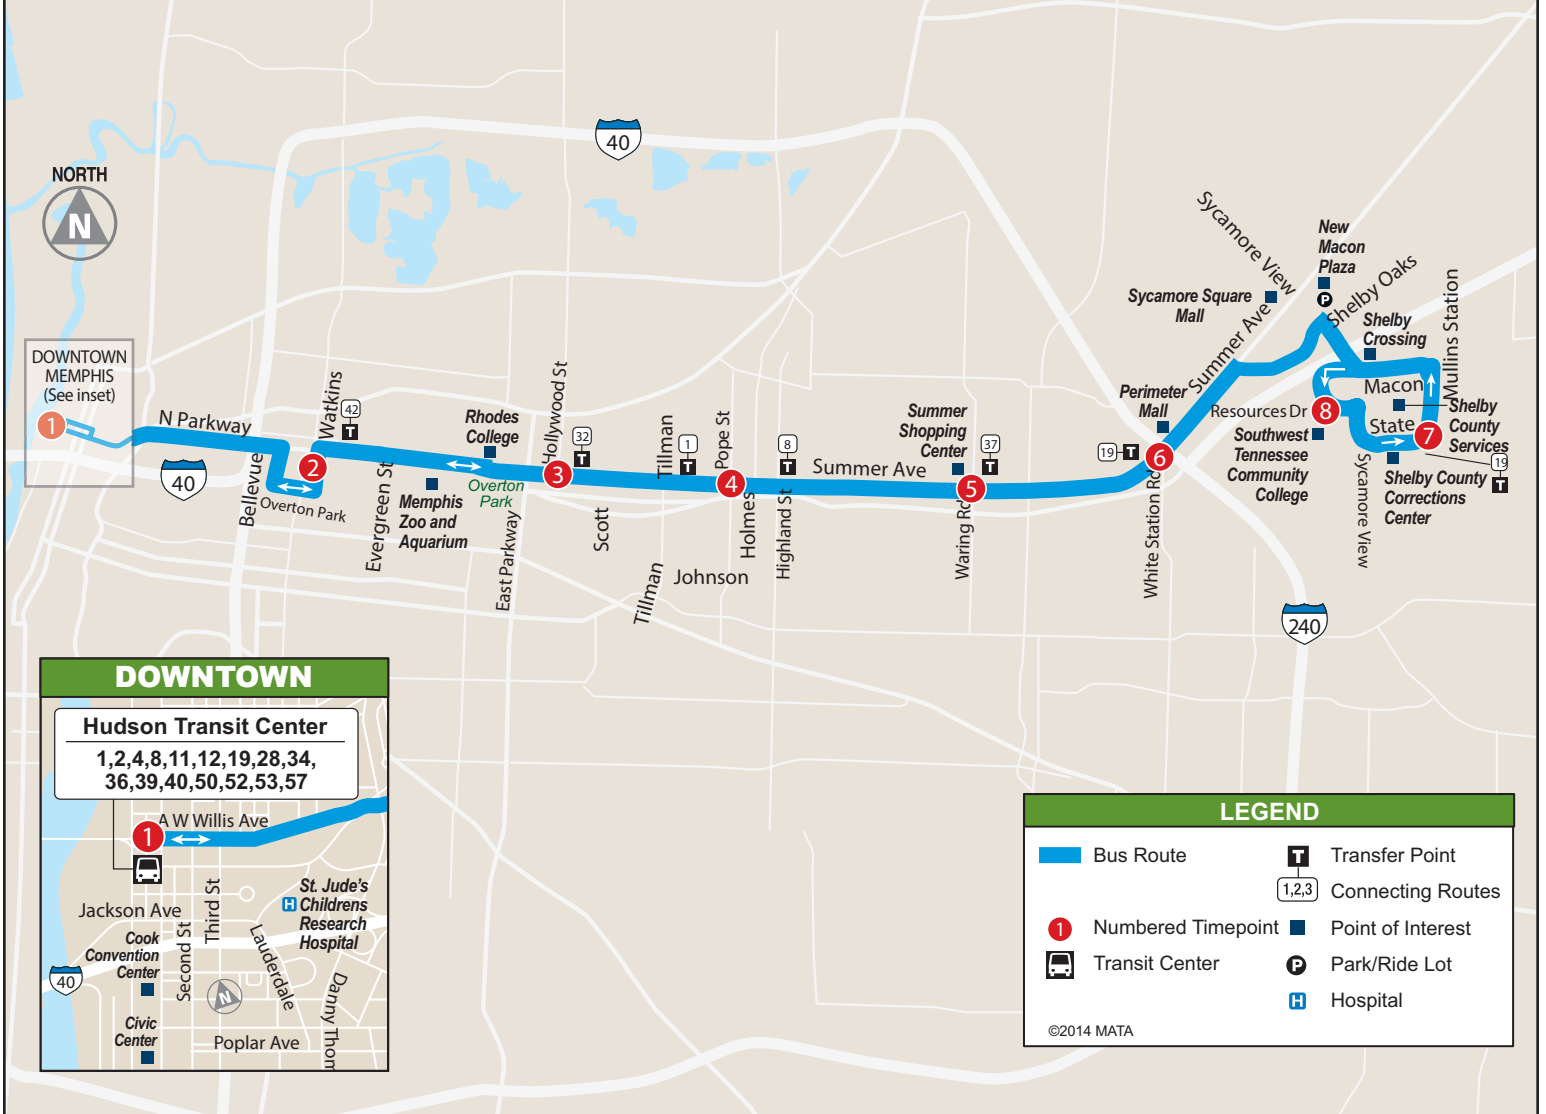 40
NORTH
N
Sycamore View
New
Macon
Plaza
P
Shelby Oaks
Sycamore Square
Mall
Summer Ave
Shelby
Crossing
Mullins Station
DOWNTOWN
MEMPHIS
(See inset)
1
N Parkway
40
Bellevue
2
Overton Park
Watkins
42
T
Evergreen St
Memphis
Zoo and
Aquarium
Rhodes
College
Overton
Park
East Parkway
Hollywood St
3
32
T
Scott
Tillman
1
T
Tillman
Johnson
Pope St
4
Holmes
8
T
Highland St
Summer Ave
Summer
Shopping
Center
37
T
5
Waring Rd
Perimeter
Mall
19
T
6
White Station Rd
Resources Dr
8
Macon
State
7
Shelby
County
Services
19
T
Southwest
Tennessee
Community
College
Sycamore View
Shelby County
Corrections
Center
240
DOWNTOWN
Hudson Transit Center
1,2,4,8,11,12,19,28,34,
36,39,40,50,52,53,57
1
A W Willis Ave
Jackson Ave
Second St
Third St
H
St. Jude's
Childrens
Research
Hospital
Lauderdale
Danny Thom
Cook
Convention
Center
40
N
Civic
Center
Poplar Ave
LEGEND
Bus Route
T
Transfer Point
1,2,3
Connecting Routes
1
Numbered Timepoint
Point of Interest
Transit Center
P
Park/Ride Lot
H
Hospital
©2014 MATA